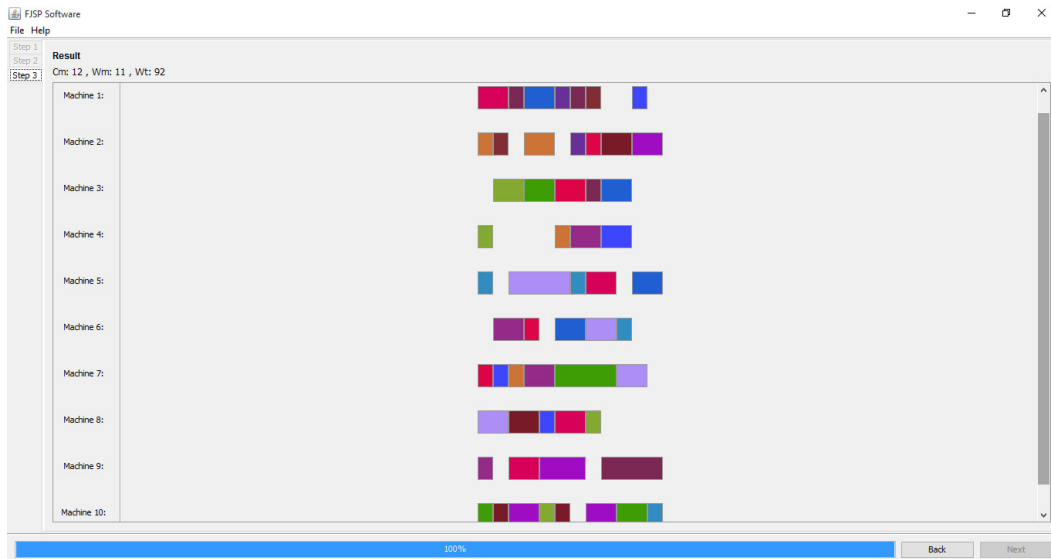 FJSP Software
File Help
Step 1
Step 2
Step 3
Result
Cm: 12 , Wm: 11 , Wt: 92
Machine 1:
Machine 2:
Machine 3:
Machine 4:
Machine 5:
Machine 6:
Machine 7:
Machine 8:
Machine 9:
Machine 10:
100%
Back
Next